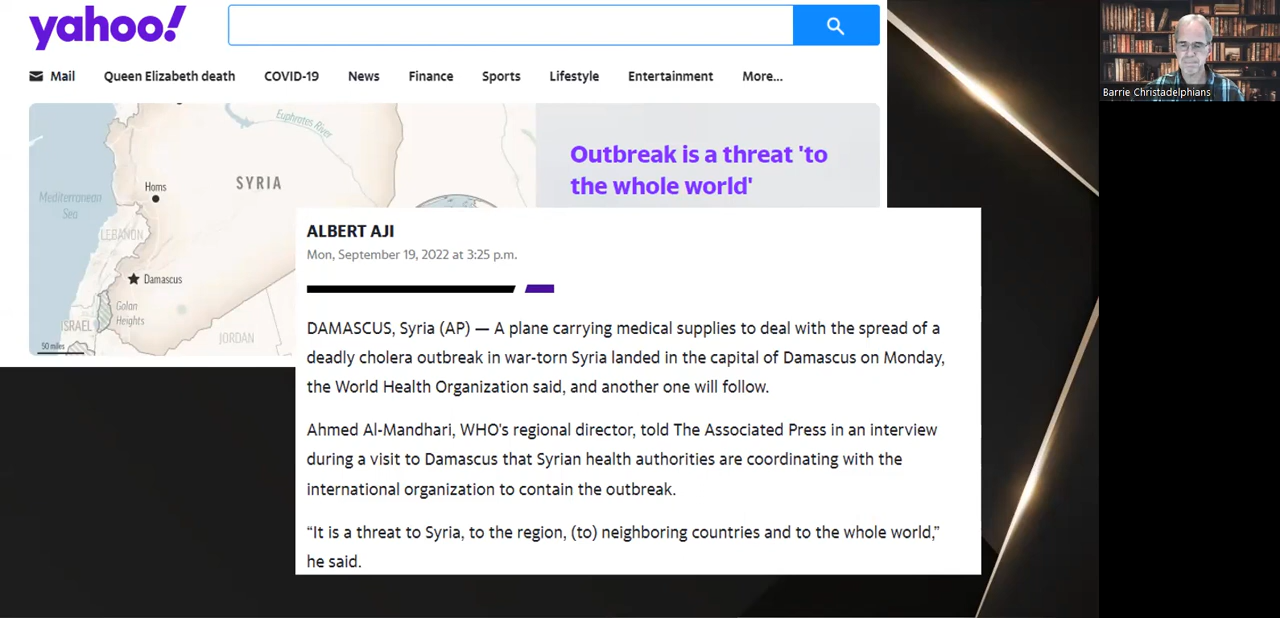 yahoo!
Mail Queen Elizabeth death COVID-19 News Finance Sports Lifestyle Entertainment More...
Barrie Christadelphians
Euphrates River
Mediterranean
Sea
Homs
SYRIA
LEBANON
Damascus
Golan
Heights
ISRAEL
JORDAN
50 miles
Outbreak is a threat 'to
the whole world'
ALBERT AJI
Mon, September 19, 2022 at 3:25 p.m.
DAMASCUS, Syria (AP) — A plane carrying medical supplies to deal with the spread of a
deadly cholera outbreak in war-torn Syria landed in the capital of Damascus on Monday,
the World Health Organization said, and another one will follow.
Ahmed Al-Mandhari, WHO's regional director, told The Associated Press in an interview
during a visit to Damascus that Syrian health authorities are coordinating with the
international organization to contain the outbreak.
“It is a threat to Syria, to the region, (to) neighboring countries and to the whole world,”
he said.